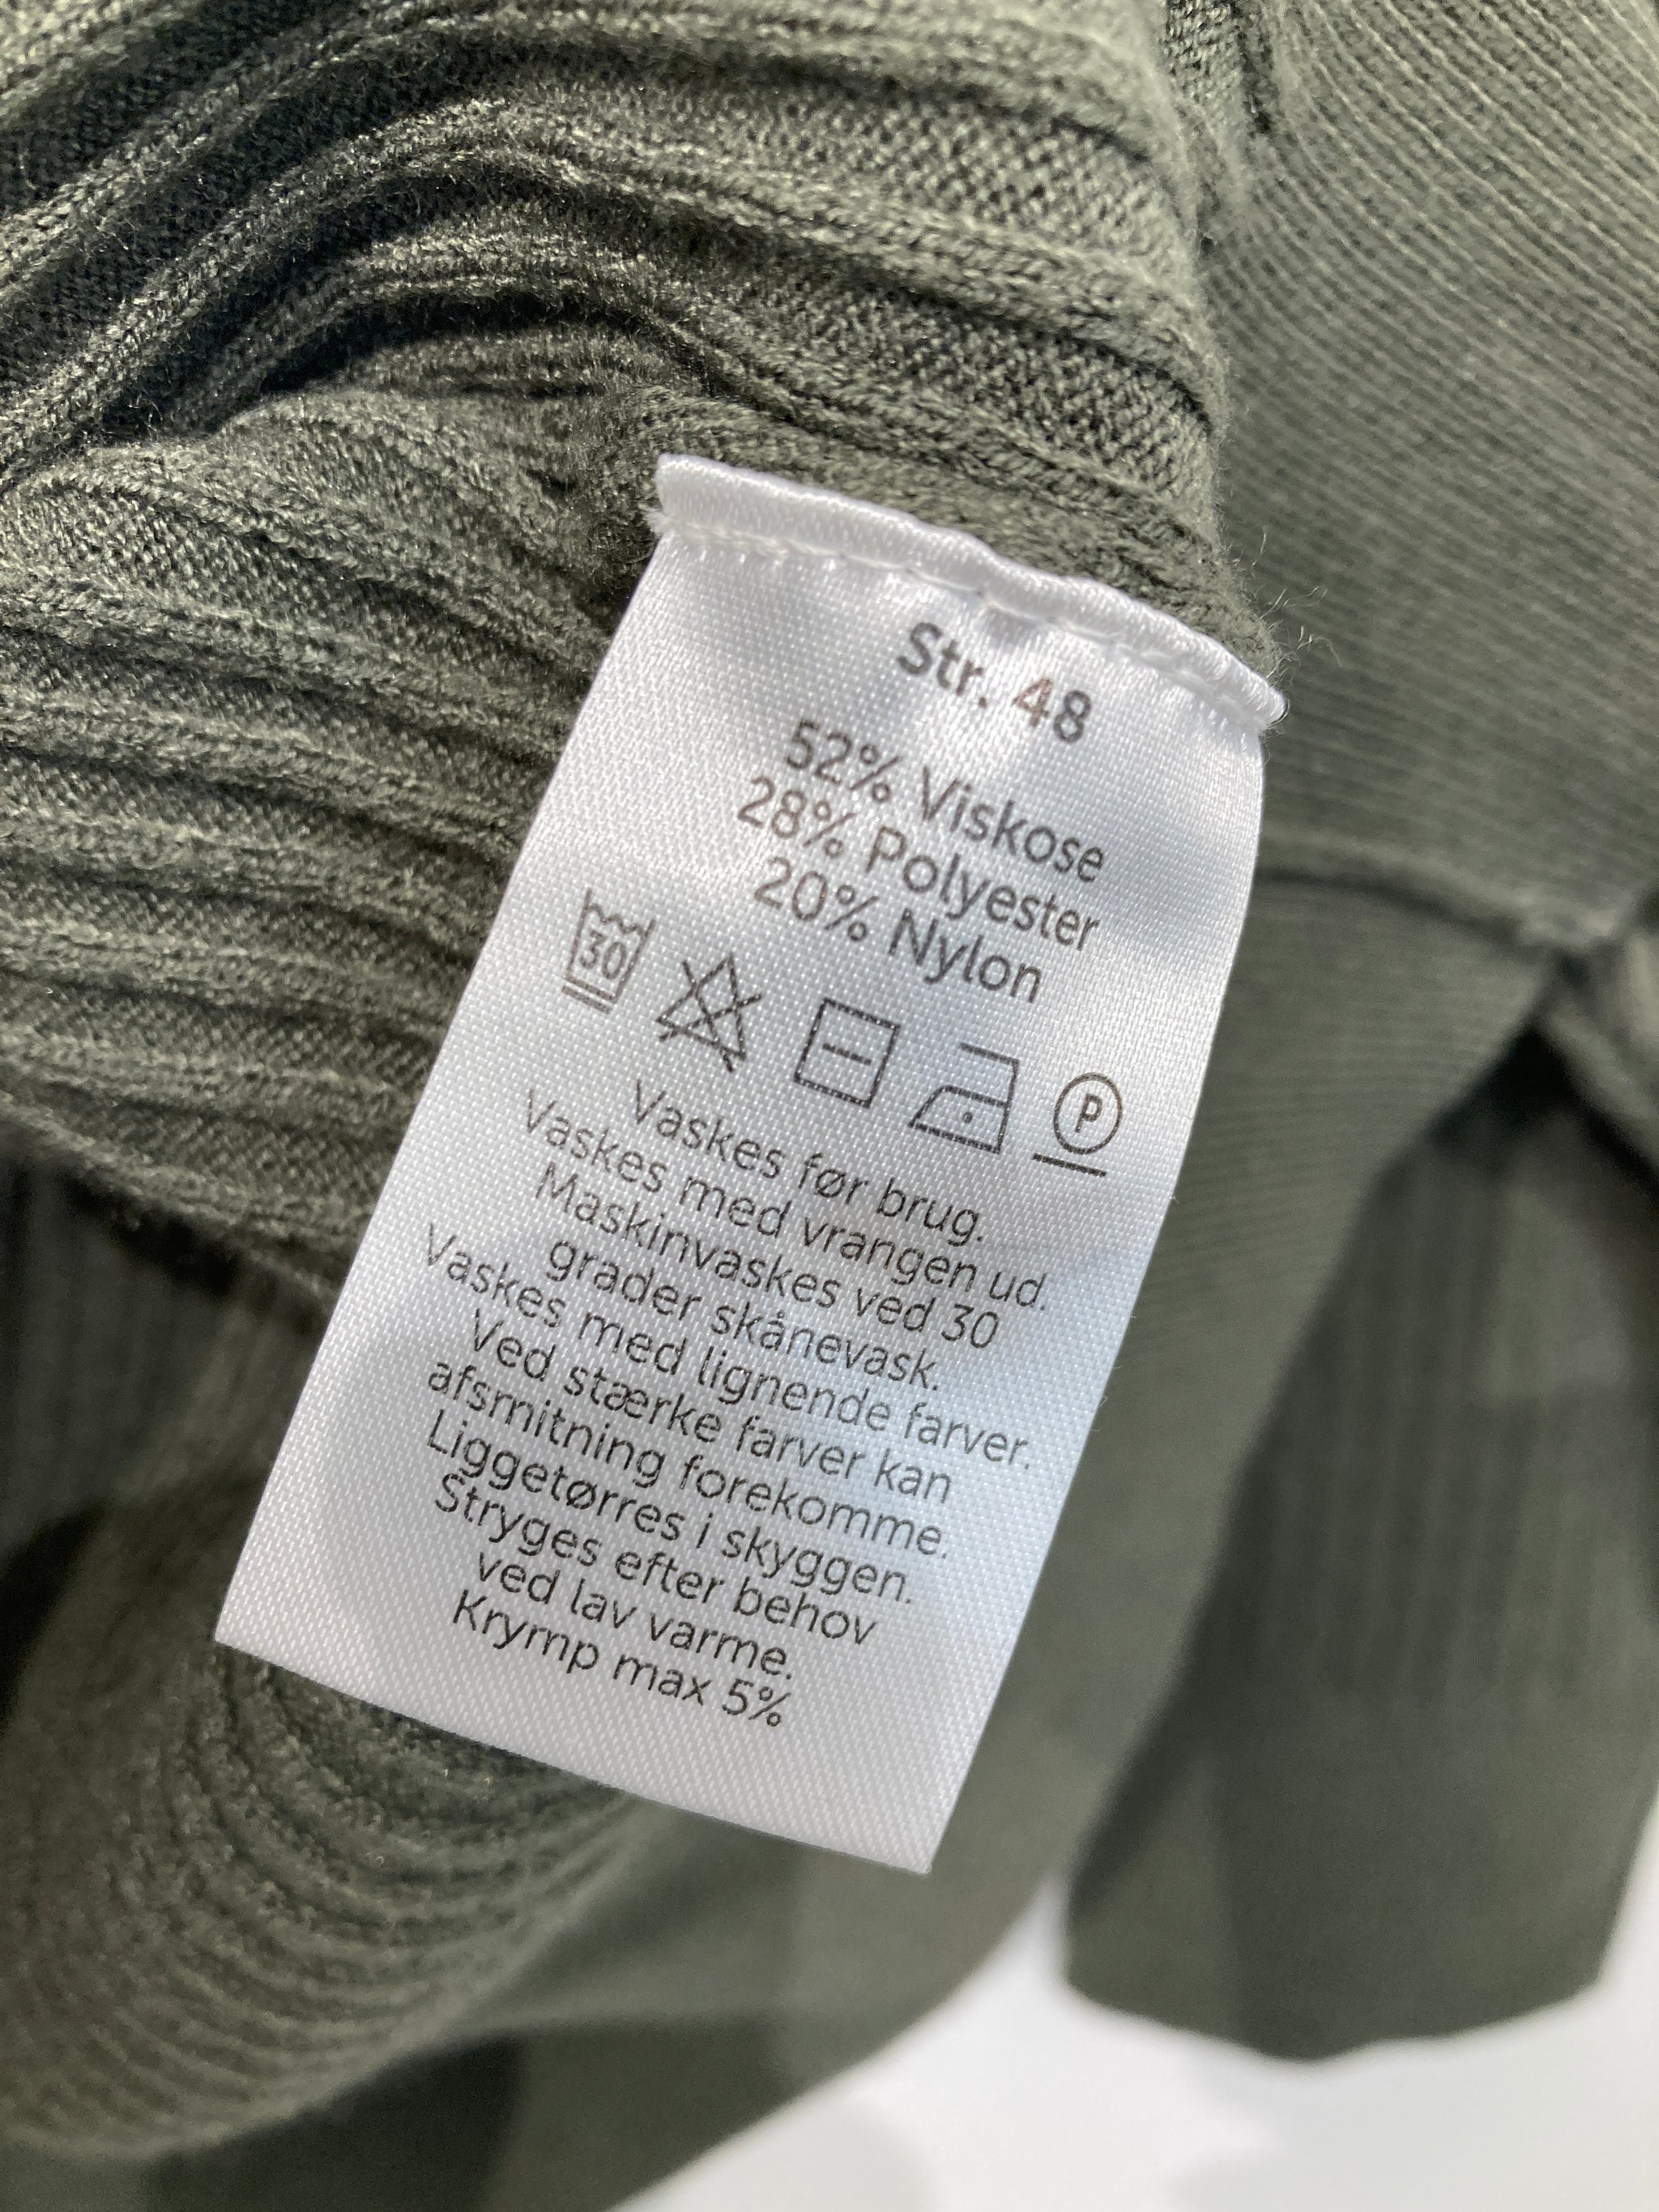 Str. 48
52% Viskose
28% Polyester
20% Nylon
30
P
Vaskes før brug.
Vaskes med vrangen ud.
Maskinvaskes ved 30
grader skånevask.
Vaskes med lignende farver.
Ved stærke farver kan
afsmitning forekomme.
Liggetørres i skyggen.
Stryges efter behov
ved lav varme.
Krymp max 5%